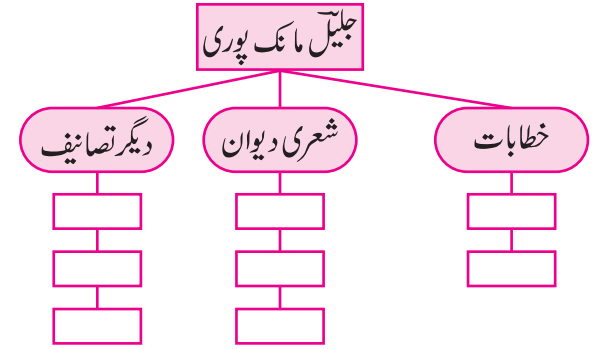 جلیلؔ مانک پوری
خطابات
شعری دیوان
دیگر تصانیف